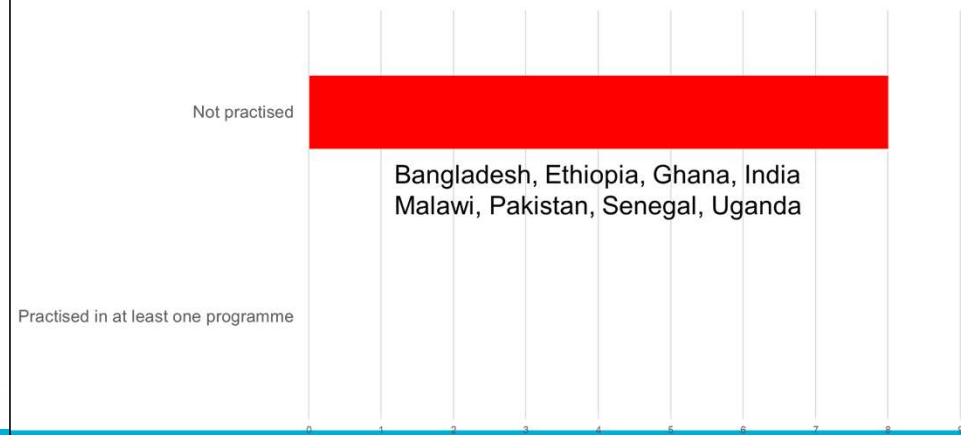 Not practised
Bangladesh, Ethiopia, Ghana, India
Malawi, Pakistan, Senegal, Uganda
Practised in at least one programme
0 1 2 3 4 5 6 7 8 9